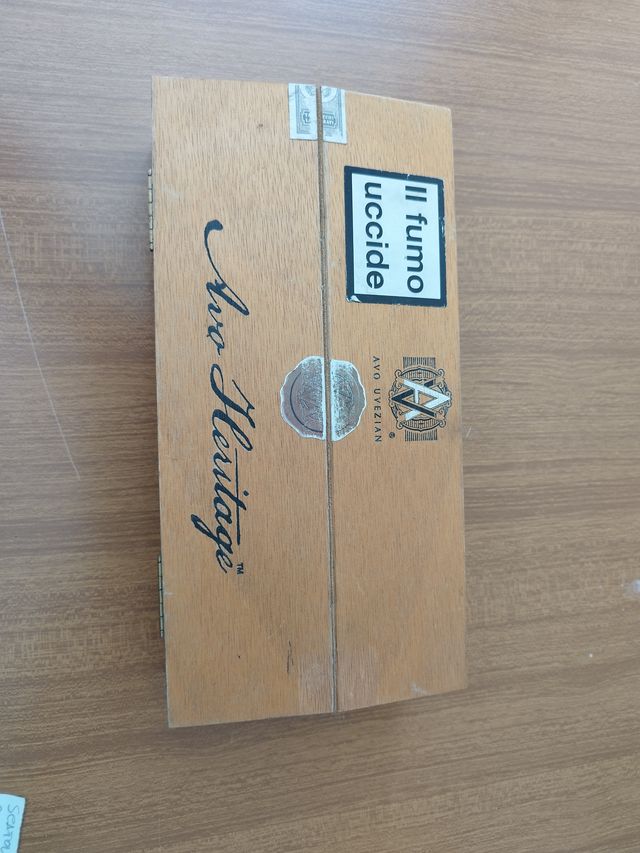 Il fumo
uccide
AVO UVEZIAN®
Avo Heritage™